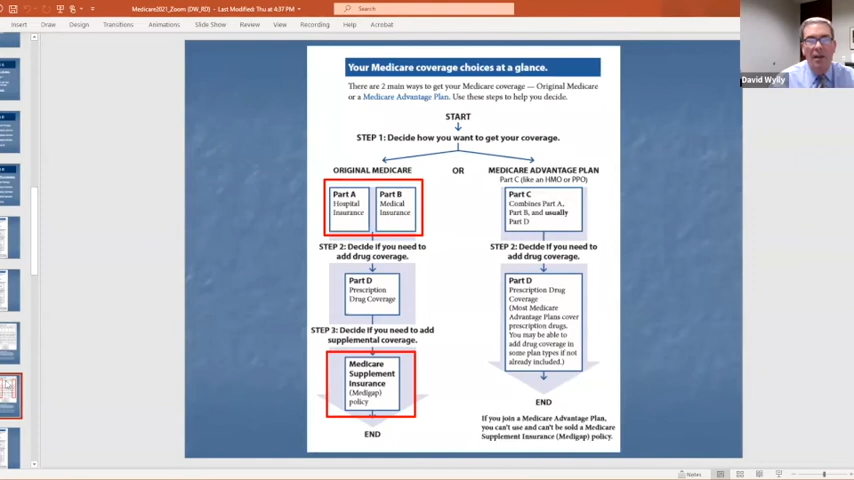 Medicare2021_Zoom (DW_RD)
Last Modified: Thu at 4:37 PM
Search
Insert
Draw
Design
Transitions
Animations
Slide Show
Review
View
Recording
Help
Acrobat
David Wylly
Your Medicare coverage choices at a glance.
There are 2 main ways to get your Medicare coverage — Original Medicare
or a Medicare Advantage Plan. Use these steps to help you decide.
START
STEP 1: Decide how you want to get your coverage.
ORIGINAL MEDICARE
OR
MEDICARE ADVANTAGE PLAN
Part C (like an HMO or PPO)
Part A
Hospital
Insurance
Part B
Medical
Insurance
Part C
Combines Part A,
Part B, and usually
Part D
STEP 2: Decide if you need to
add drug coverage.
STEP 2: Decide if you need to
add drug coverage.
Part D
Prescription
Drug Coverage
Part D
Prescription Drug
Coverage
(Most Medicare
Advantage Plans cover
prescription drugs.
You may be able to
add drug coverage in
some plan types if not
already included.)
STEP 3: Decide if you need to add
supplemental coverage.
Medicare
Supplement
Insurance
(Medigap)
policy
END
END
If you join a Medicare Advantage Plan,
you can't use and can't be sold a Medicare
Supplement Insurance (Medigap) policy.
Notes